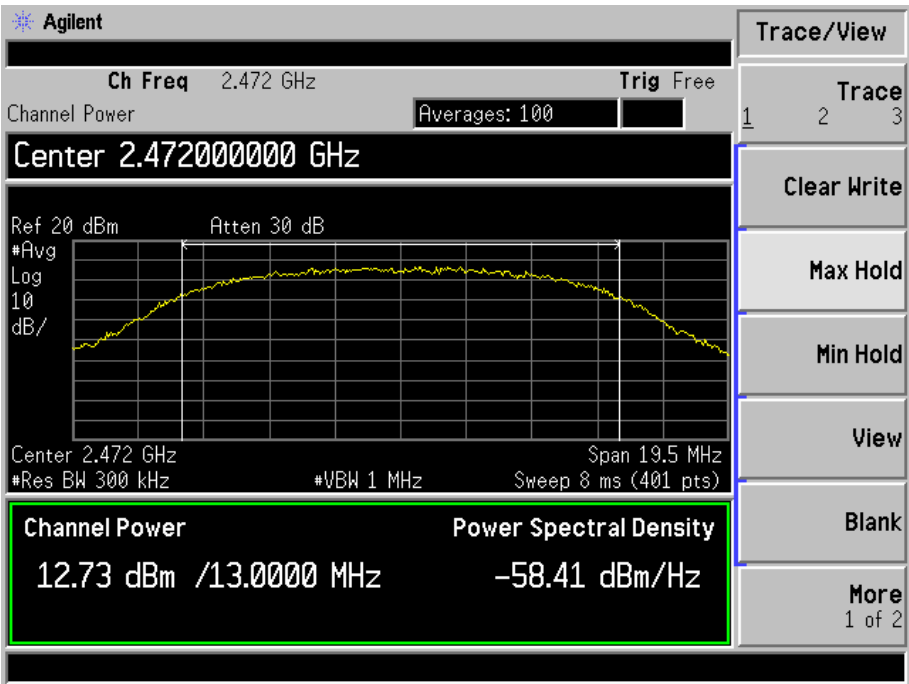 Agilent
Trace/View
Ch Freq 2.472 GHz Trig Free
Channel Power Averages: 100
Center 2.472000000 GHz
Ref 20 dBm Atten 30 dB
#Avg
Log
10
dB/
Center 2.472 GHz Span 19.5 MHz
#Res BW 300 kHz #VBW 1 MHz Sweep 8 ms (401 pts)
Channel Power Power Spectral Density
12.73 dBm /13.0000 MHz -58.41 dBm/Hz
Trace
1 2 3
Clear Write
Max Hold
Min Hold
View
Blank
More
1 of 2